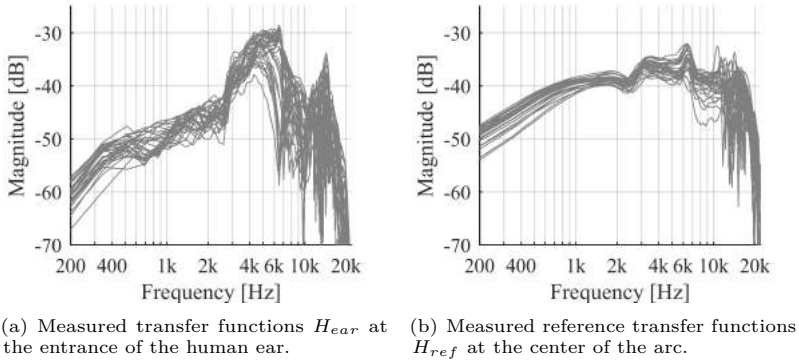 -30
-40
-50
-60
-70
Magnitude [dB]
200 400 1k 2k 4k 6k 10k 20k
Frequency [Hz]
(a) Measured transfer functions H_ear at
the entrance of the human ear.
-30
-40
-50
-60
-70
Magnitude [dB]
200 400 1k 2k 4k 6k 10k 20k
Frequency [Hz]
(b) Measured reference transfer functions
H_ref at the center of the arc.